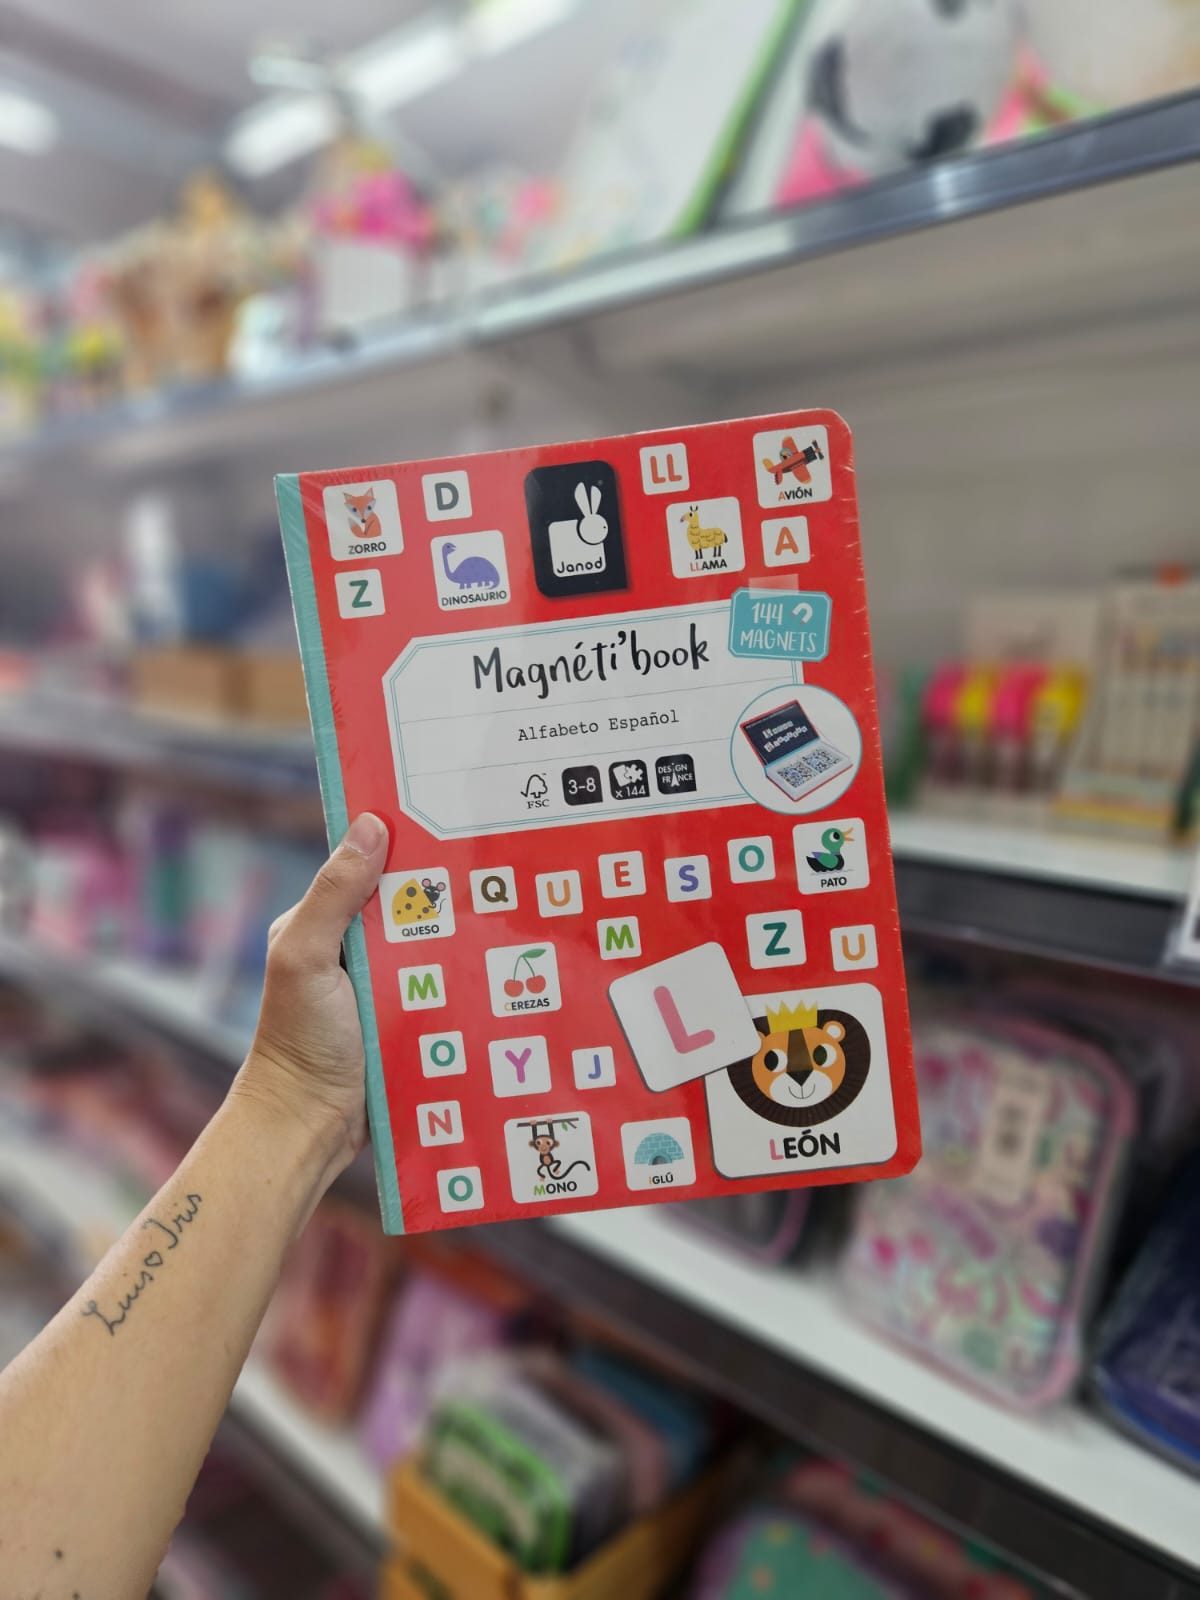 LL
AVIÓN
D
ZORRO
Janod
LLAMA
A
Z
DINOSAURIO
144
MAGNETS
Magnéti'book
Alfabeto Español
FSC
3-8
x 144
DESIGN
FRANCE
QUESO
Q U E S O
PATO
M
Z
U
M
CEREZAS
L
O
Y
J
N
LEÓN
O
MONO
IGLÚ
Luis Iris